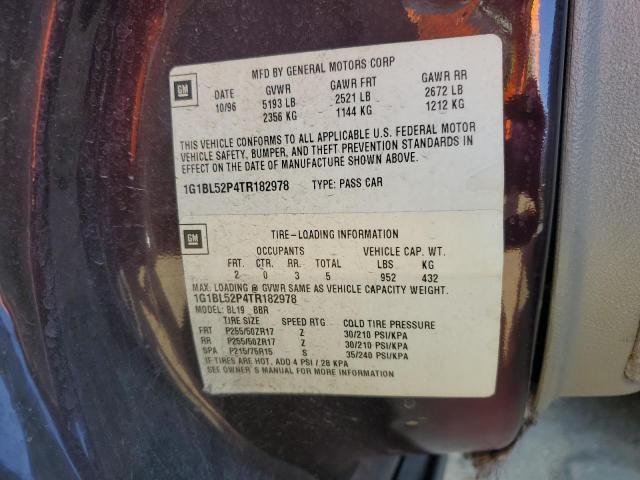 MFD BY GENERAL MOTORS CORP
GM DATE GVWR GAWR FRT GAWR RR
10/96 5193 LB 2521 LB 2672 LB
2356 KG 1144 KG 1212 KG
THIS VEHICLE CONFORMS TO ALL APPLICABLE U.S. FEDERAL MOTOR
VEHICLE SAFETY, BUMPER, AND THEFT PREVENTION STANDARDS IN
EFFECT ON THE DATE OF MANUFACTURE SHOWN ABOVE.
1G1BL52P4TR182978 TYPE: PASS CAR
GM TIRE-LOADING INFORMATION
OCCUPANTS VEHICLE CAP. WT.
FRT. CTR. RR. TOTAL LBS KG
2 0 3 5 952 432
MAX. LOADING @ GVWR SAME AS VEHICLE CAPACITY WEIGHT.
1G1BL52P4TR182978
MODEL: BL19 BBR
TIRE SIZE SPEED RTG COLD TIRE PRESSURE
FRT P255/50ZR17 Z 30/210 PSI/KPA
RR P255/50ZR17 Z 30/210 PSI/KPA
SPA P215/75R15 S 35/240 PSI/KPA
IF TIRES ARE HOT, ADD 4 PSI / 28 KPA
SEE OWNER'S MANUAL FOR MORE INFORMATION